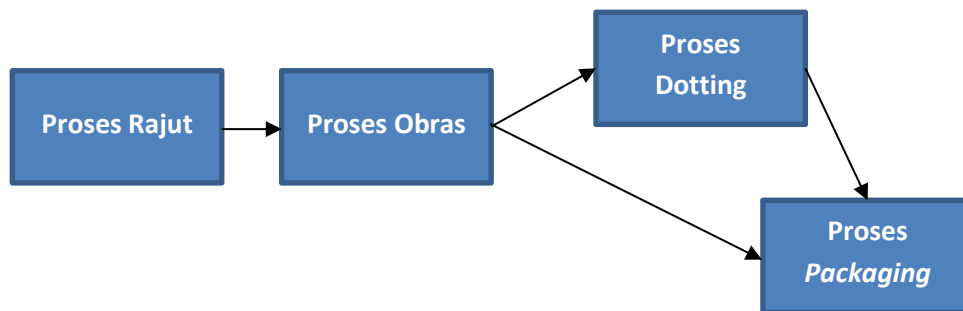 Proses Rajut
Proses Obras
Proses
Dotting
Proses
Packaging